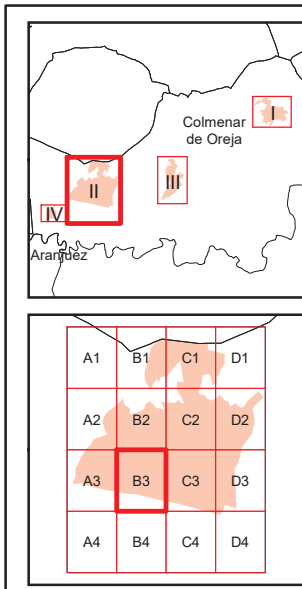 I
Colmenar
de Oreja
II
III
IV
Aranjuez
A1 B1 C1 D1
A2 B2 C2 D2
A3 B3 C3 D3
A4 B4 C4 D4